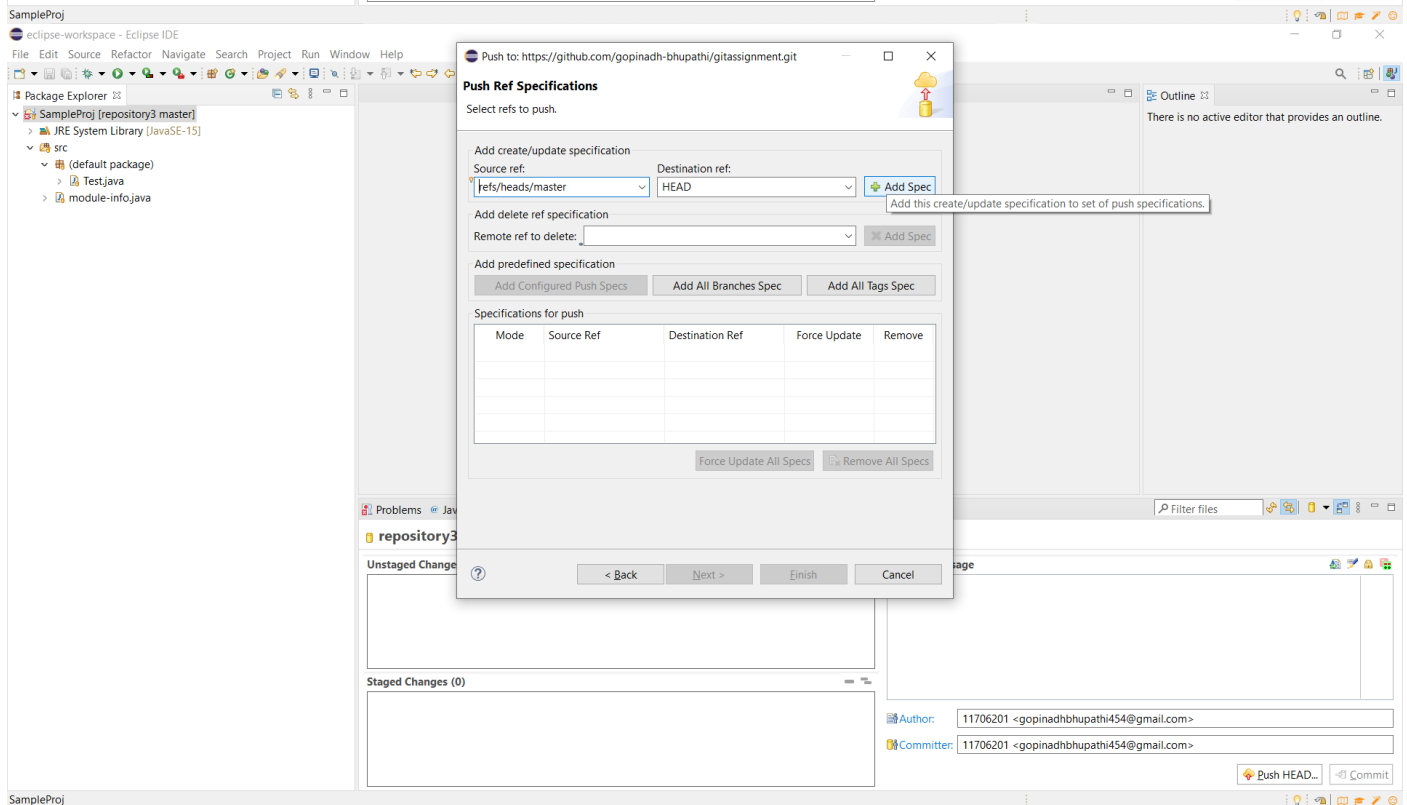 SampleProj
eclipse-workspace - Eclipse IDE
File Edit Source Refactor Navigate Search Project Run Window Help
Package Explorer
SampleProj [repository3 master]
JRE System Library [JavaSE-15]
src
(default package)
Test.java
module-info.java
Push to: https://github.com/gopinadh-bhupathi/gitassignment.git
Push Ref Specifications
Select refs to push.
Add create/update specification
Source ref: Destination ref:
refs/heads/master HEAD Add Spec
Add this create/update specification to set of push specifications.
Add delete ref specification
Remote ref to delete: Add Spec
Add predefined specification
Add Configured Push Specs Add All Branches Spec Add All Tags Spec
Specifications for push
Mode Source Ref Destination Ref Force Update Remove
Force Update All Specs Remove All Specs
< Back Next > Finish Cancel
Outline
There is no active editor that provides an outline.
Problems @ Jav
Filter files
repository3
Unstaged Change
sage
Staged Changes (0)
Author: 11706201 <gopinadhbhupathi454@gmail.com>
Committer: 11706201 <gopinadhbhupathi454@gmail.com>
Push HEAD... Commit
SampleProj